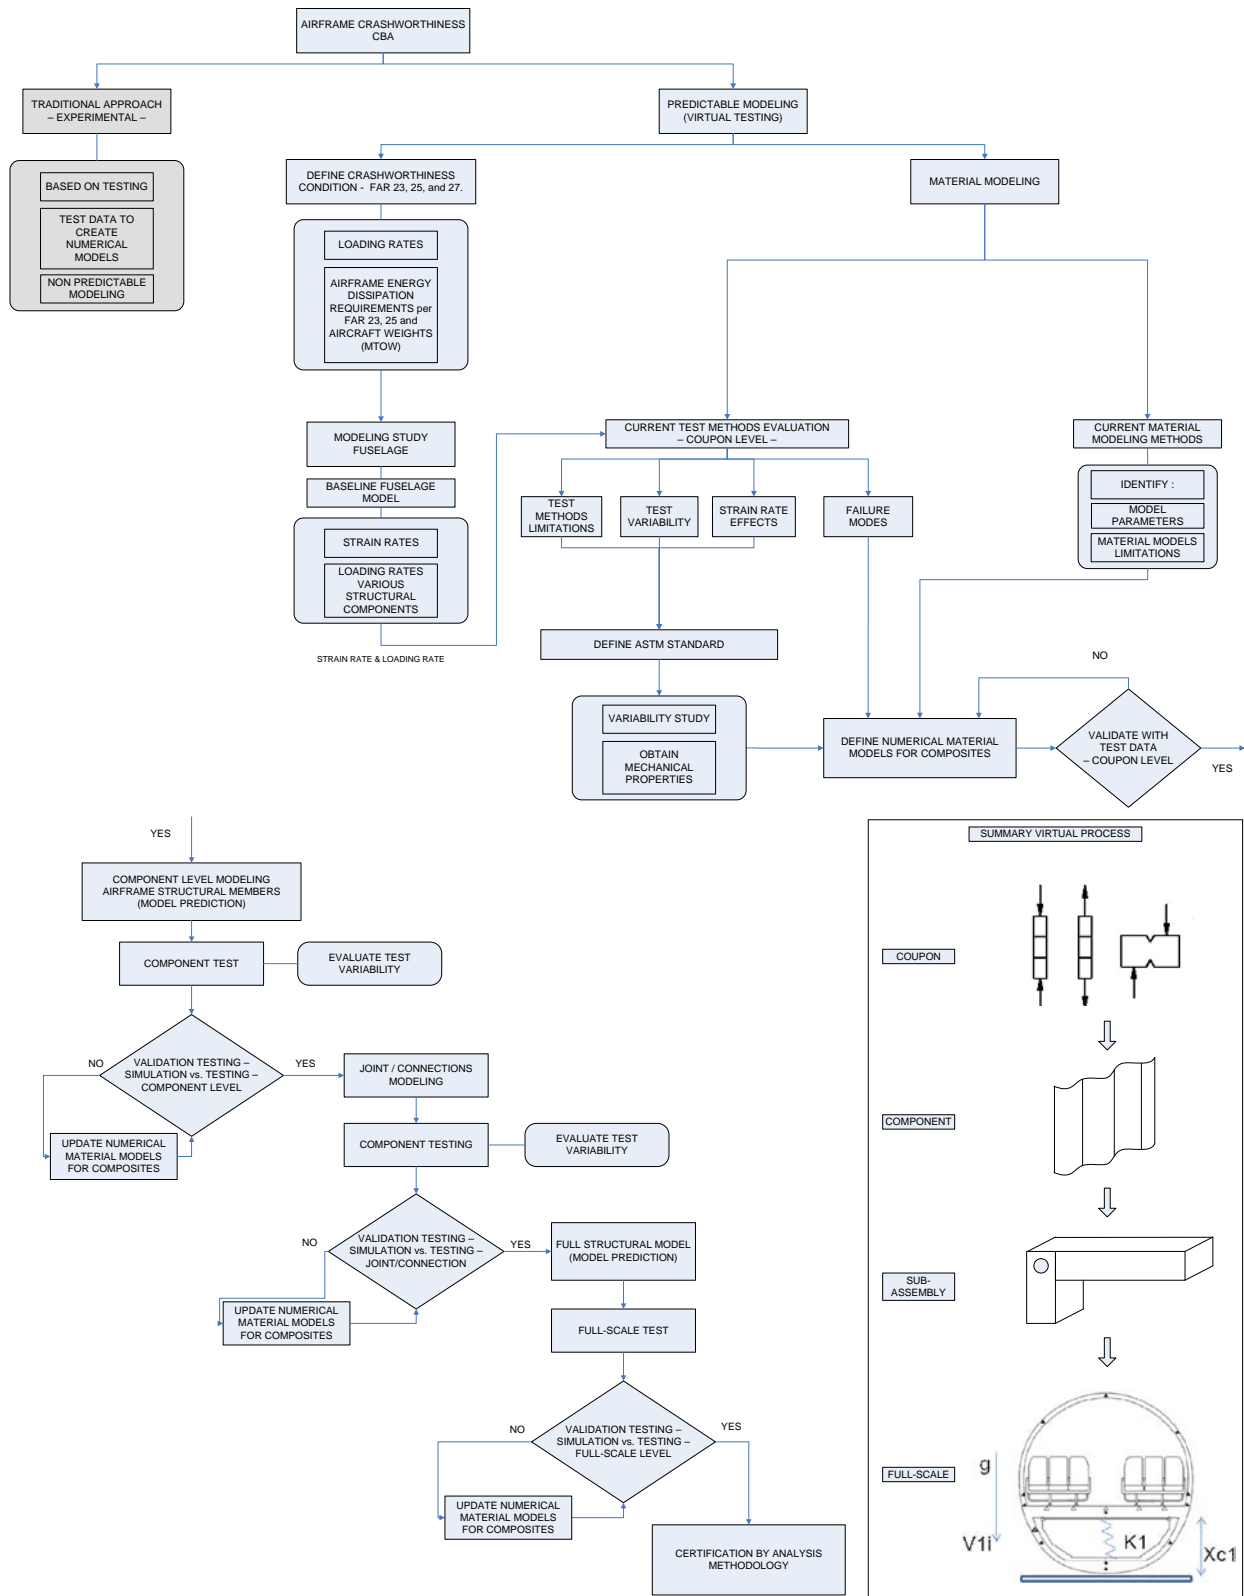 AIRFRAME CRASHWORTHINESS
CBA
TRADITIONAL APPROACH
– EXPERIMENTAL –
PREDICTABLE MODELING
(VIRTUAL TESTING)
BASED ON TESTING
TEST DATA TO
CREATE
NUMERICAL
MODELS
NON PREDICTABLE
MODELING
DEFINE CRASHWORTHINESS
CONDITION - FAR 23, 25, and 27.
MATERIAL MODELING
LOADING RATES
AIRFRAME ENERGY
DISSIPATION
REQUIREMENTS per
FAR 23, 25 and
AIRCRAFT WEIGHTS
(MTOW)
MODELING STUDY
FUSELAGE
BASELINE FUSELAGE
MODEL
STRAIN RATES
LOADING RATES
VARIOUS
STRUCTURAL
COMPONENTS
STRAIN RATE & LOADING RATE
CURRENT TEST METHODS EVALUATION
– COUPON LEVEL –
CURRENT MATERIAL
MODELING METHODS
TEST
METHODS
LIMITATIONS
TEST
VARIABILITY
STRAIN RATE
EFFECTS
FAILURE
MODES
IDENTIFY :
MODEL
PARAMETERS
MATERIAL MODELS
LIMITATIONS
DEFINE ASTM STANDARD
VARIABILITY STUDY
OBTAIN
MECHANICAL
PROPERTIES
DEFINE NUMERICAL MATERIAL
MODELS FOR COMPOSITES
NO
VALIDATE WITH
TEST DATA
– COUPON LEVEL
YES
YES
COMPONENT LEVEL MODELING
AIRFRAME STRUCTURAL MEMBERS
(MODEL PREDICTION)
COMPONENT TEST
EVALUATE TEST
VARIABILITY
NO
VALIDATION TESTING –
SIMULATION vs. TESTING –
COMPONENT LEVEL
YES
UPDATE NUMERICAL
MATERIAL MODELS
FOR COMPOSITES
JOINT / CONNECTIONS
MODELING
COMPONENT TESTING
EVALUATE TEST
VARIABILITY
NO
VALIDATION TESTING –
SIMULATION vs. TESTING –
JOINT/CONNECTION
YES
UPDATE NUMERICAL
MATERIAL MODELS
FOR COMPOSITES
FULL STRUCTURAL MODEL
(MODEL PREDICTION)
FULL-SCALE TEST
NO
VALIDATION TESTING –
SIMULATION vs. TESTING –
FULL-SCALE LEVEL
YES
UPDATE NUMERICAL
MATERIAL MODELS
FOR COMPOSITES
CERTIFICATION BY ANALYSIS
METHODOLOGY
SUMMARY VIRTUAL PROCESS
COUPON
COMPONENT
SUB-
ASSEMBLY
FULL-SCALE
g
V1i
K1
Xc1